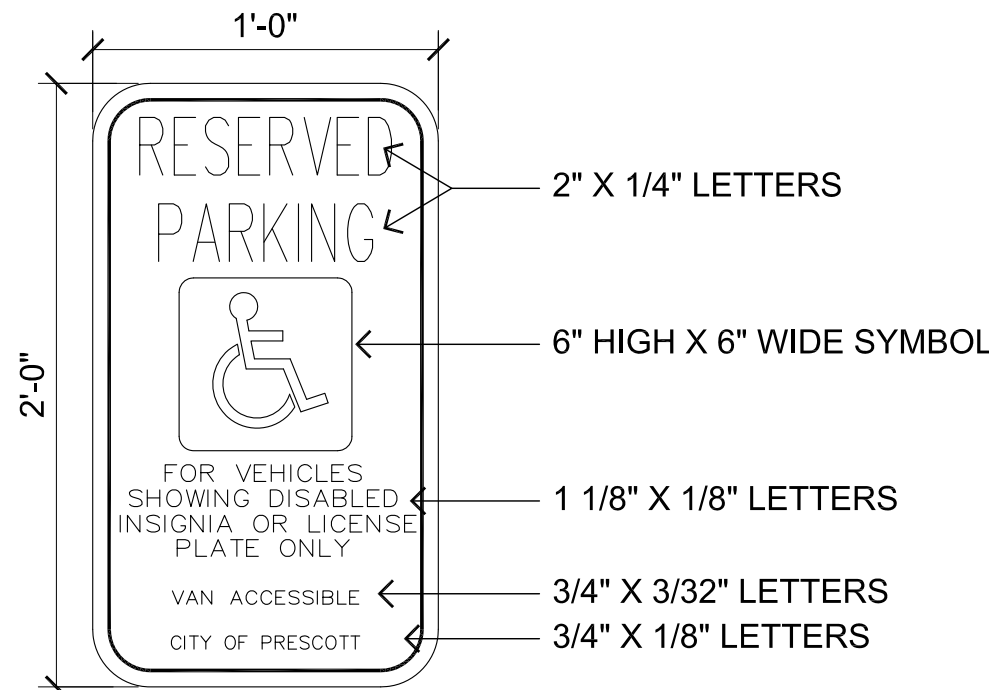 1'-0"
RESERVED
PARKING
2" X 1/4" LETTERS
6" HIGH X 6" WIDE SYMBOL
2'-0"
FOR VEHICLES
SHOWING DISABLED
INSIGNIA OR LICENSE
PLATE ONLY
1 1/8" X 1/8" LETTERS
VAN ACCESSIBLE
3/4" X 3/32" LETTERS
CITY OF PRESCOTT
3/4" X 1/8" LETTERS